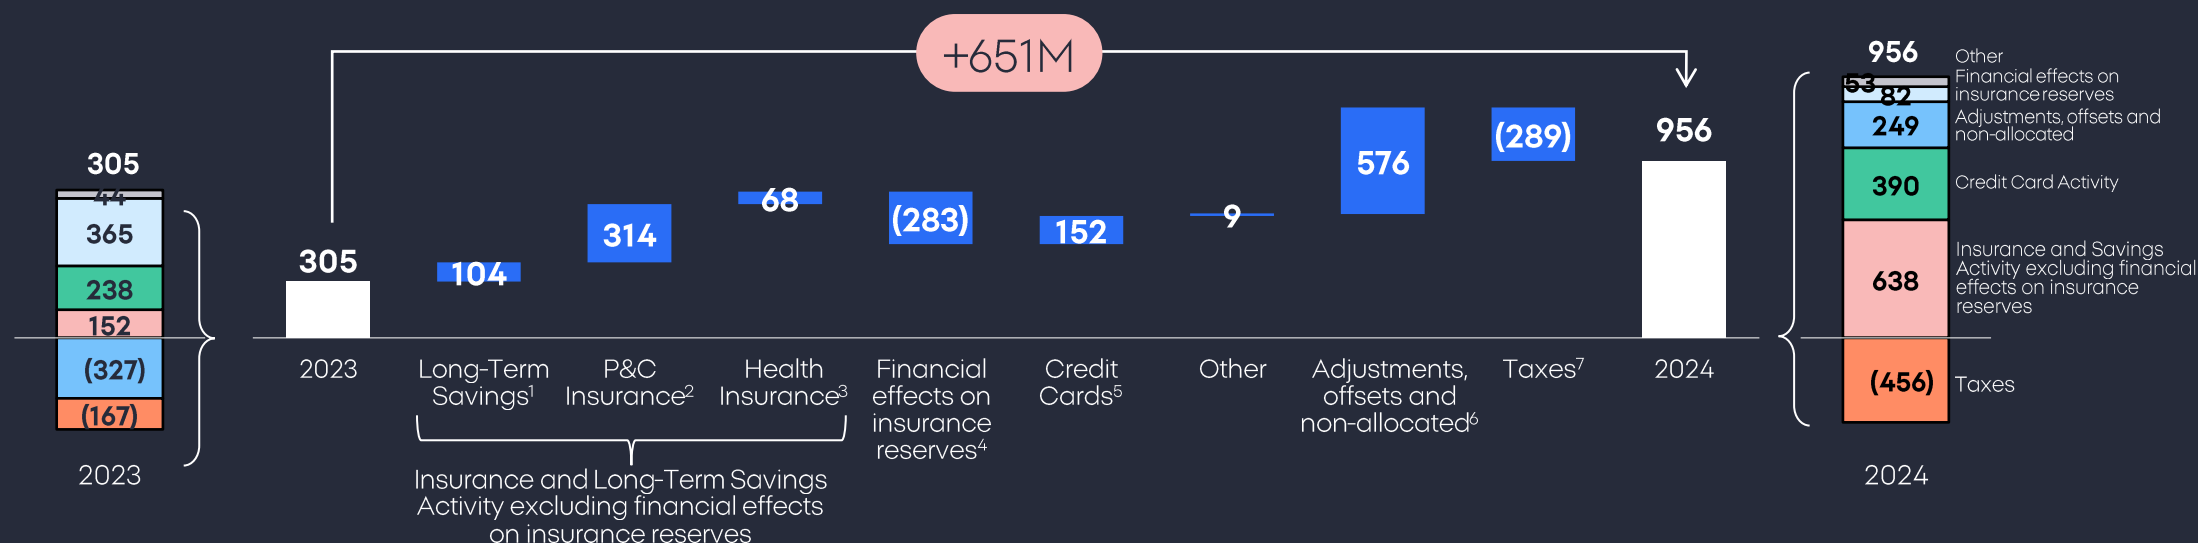 +651M
305
44
365
238
152
(327)
(167)
2023
305
104
314
68
(283)
152
9
576
(289)
956
2023
Long-Term
Savings¹
P&C
Insurance²
Health
Insurance³
Financial
effects on
insurance
reserves⁴
Credit
Cards⁵
Other
Adjustments,
offsets and
non-allocated⁶
Taxes⁷
2024
Insurance and Long-Term Savings
Activity excluding financial effects
on insurance reserves
956
53
82
249
390
638
(456)
2024
Other
Financial effects on
insurance reserves
Adjustments, offsets and
non-allocated
Credit Card Activity
Insurance and Savings
Activity excluding financial
effects on insurance
reserves
Taxes